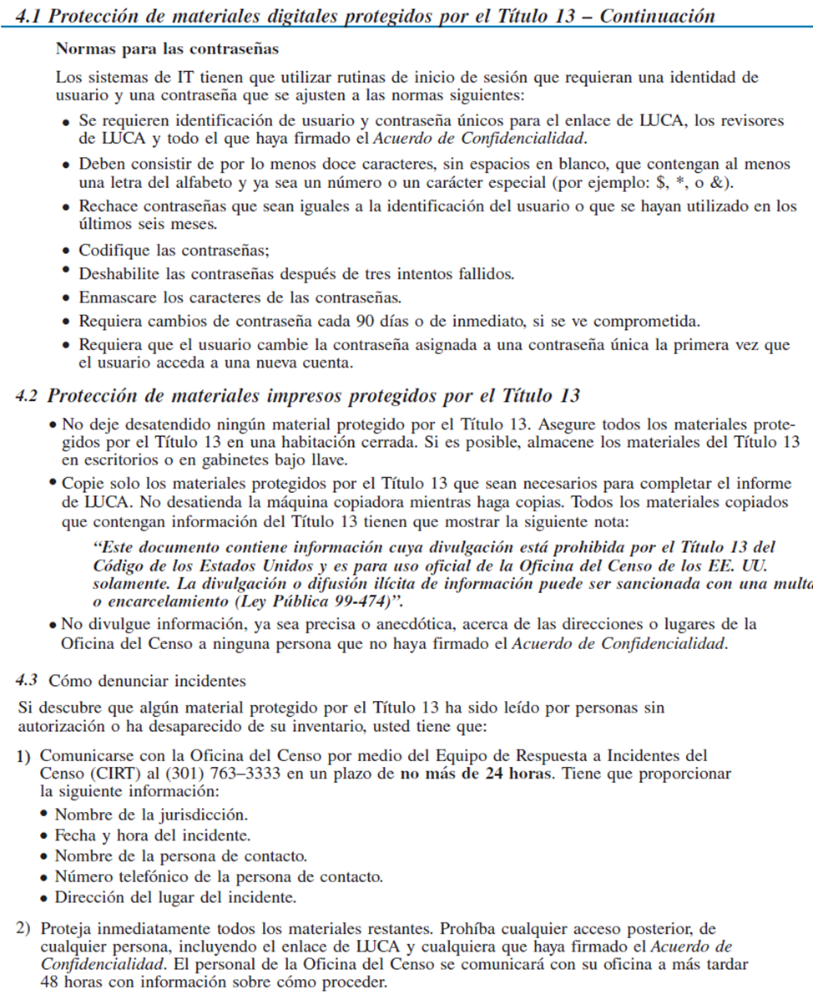 4.1 Protección de materiales digitales protegidos por el Título 13 – Continuación
Normas para las contraseñas
Los sistemas de IT tienen que utilizar rutinas de inicio de sesión que requieran una identidad de
usuario y una contraseña que se ajusten a las normas siguientes:
• Se requieren identificación de usuario y contraseña únicos para el enlace de LUCA, los revisores
de LUCA y todo el que haya firmado el Acuerdo de Confidencialidad.
• Deben consistir de por lo menos doce caracteres, sin espacios en blanco, que contengan al menos
una letra del alfabeto y ya sea un número o un carácter especial (por ejemplo: $, *, o &).
• Rechace contraseñas que sean iguales a la identificación del usuario o que se hayan utilizado en los
últimos seis meses.
• Codifique las contraseñas;
• Deshabilite las contraseñas después de tres intentos fallidos.
• Enmascare los caracteres de las contraseñas.
• Requiera cambios de contraseña cada 90 días o de inmediato, si se ve comprometida.
• Requiera que el usuario cambie la contraseña asignada a una contraseña única la primera vez que
el usuario acceda a una nueva cuenta.
4.2 Protección de materiales impresos protegidos por el Título 13
• No deje desatendido ningún material protegido por el Título 13. Asegure todos los materiales prote-
gidos por el Título 13 en una habitación cerrada. Si es posible, almacene los materiales del Título 13
en escritorios o en gabinetes bajo llave.
• Copie solo los materiales protegidos por el Título 13 que sean necesarios para completar el informe
de LUCA. No desatienda la máquina copiadora mientras haga copias. Todos los materiales copiados
que contengan información del Título 13 tienen que mostrar la siguiente nota:
“Este documento contiene información cuya divulgación está prohibida por el Título 13 del
Código de los Estados Unidos y es para uso oficial de la Oficina del Censo de los EE. UU.
solamente. La divulgación o difusión ilícita de información puede ser sancionada con una multa
o encarcelamiento (Ley Pública 99-474)”.
• No divulgue información, ya sea precisa o anecdótica, acerca de las direcciones o lugares de la
Oficina del Censo a ninguna persona que no haya firmado el Acuerdo de Confidencialidad.
4.3 Cómo denunciar incidentes
Si descubre que algún material protegido por el Título 13 ha sido leído por personas sin
autorización o ha desaparecido de su inventario, usted tiene que:
1) Comunicarse con la Oficina del Censo por medio del Equipo de Respuesta a Incidentes del
Censo (CIRT) al (301) 763–3333 en un plazo de no más de 24 horas. Tiene que proporcionar
la siguiente información:
• Nombre de la jurisdicción.
• Fecha y hora del incidente.
• Nombre de la persona de contacto.
• Número telefónico de la persona de contacto.
• Dirección del lugar del incidente.
2) Proteja inmediatamente todos los materiales restantes. Prohíba cualquier acceso posterior, de
cualquier persona, incluyendo el enlace de LUCA y cualquiera que haya firmado el Acuerdo de
Confidencialidad. El personal de la Oficina del Censo se comunicará con su oficina a más tardar
48 horas con información sobre cómo proceder.